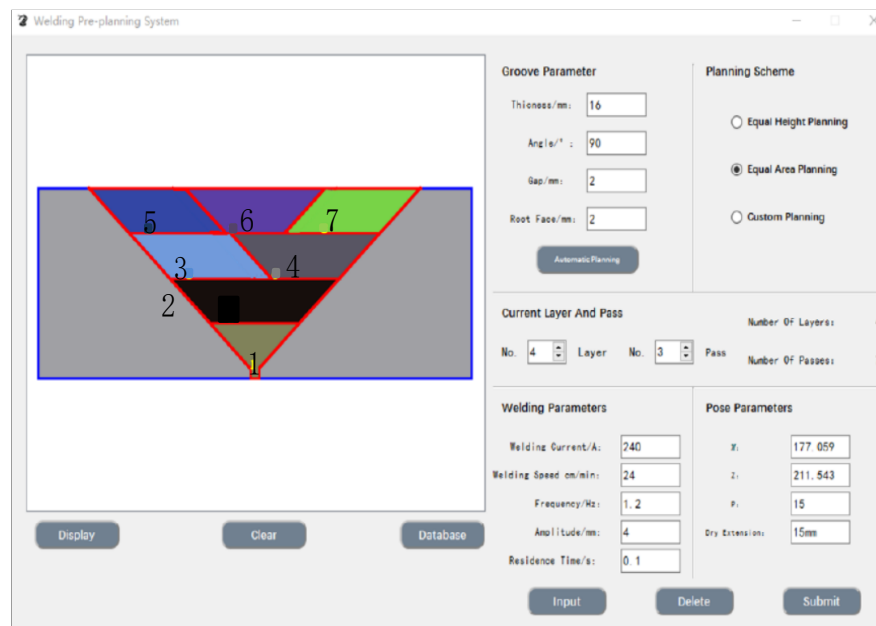 Welding Pre-planning System
Groove Parameter
Thicness/mm: 16
Angle/° : 90
Gap/mm: 2
Root Face/mm: 2
Automatic Planning
Planning Scheme
Equal Height Planning
Equal Area Planning
Custom Planning
5 6 7
3 4
2
1
Current Layer And Pass
No. 4 Layer No. 3 Pass
Number Of Layers:
Number Of Passes:
Welding Parameters
Welding Current/A: 240
Welding Speed cm/min: 24
Frequency/Hz: 1.2
Amplitude/mm: 4
Residence Time/s: 0.1
Pose Parameters
X: 177.059
Z: 211.543
P: 15
Dry Extension: 15mm
Display Clear Database
Input Delete Submit